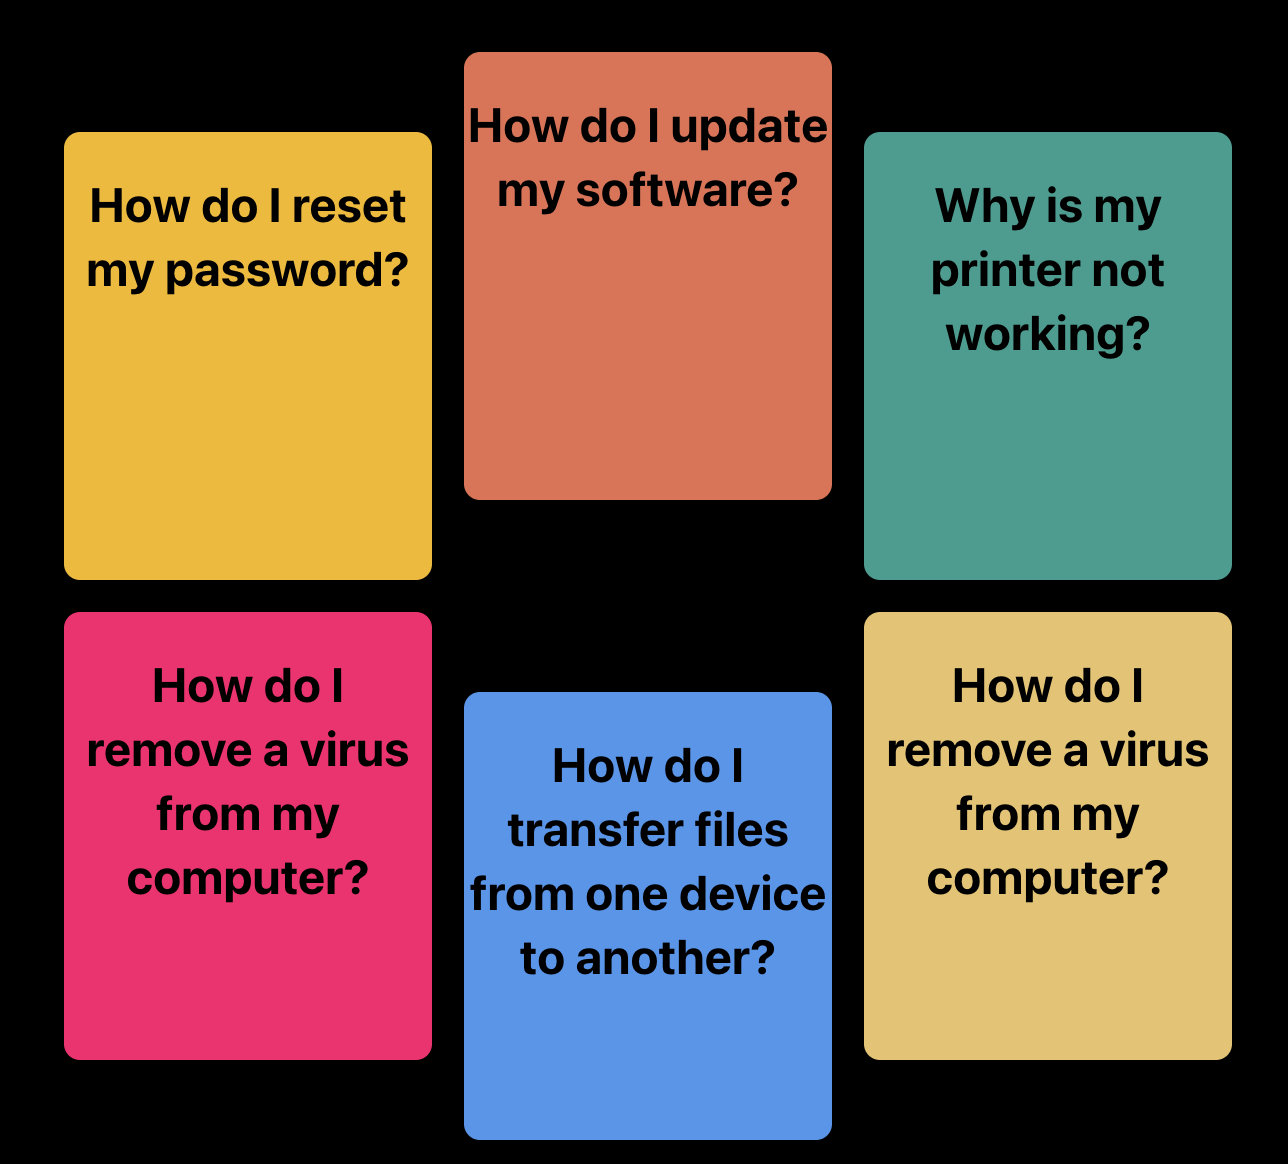 How do I reset
my password?
How do I update
my software?
Why is my
printer not
working?
How do I
remove a virus
from my
computer?
How do I
transfer files
from one device
to another?
How do I
remove a virus
from my
computer?